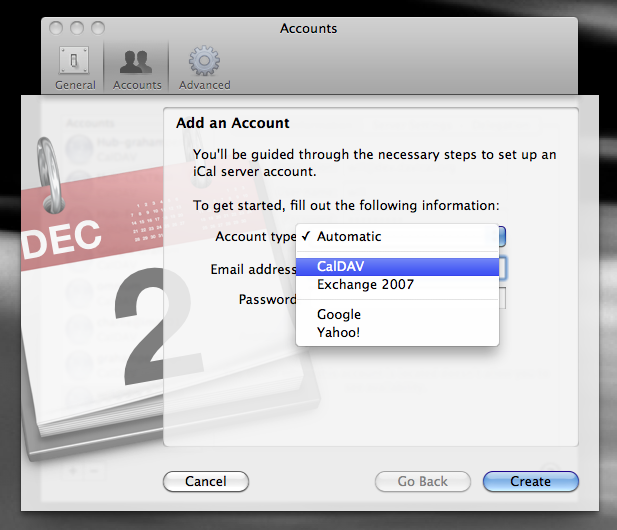 Accounts
General
Accounts
Advanced
Add an Account
You'll be guided through the necessary steps to set up an
iCal server account.
To get started, fill out the following information:
Account type
✓ Automatic
CalDAV
Exchange 2007
Google
Yahoo!
Email address
Password
DEC
2
Cancel
Go Back
Create